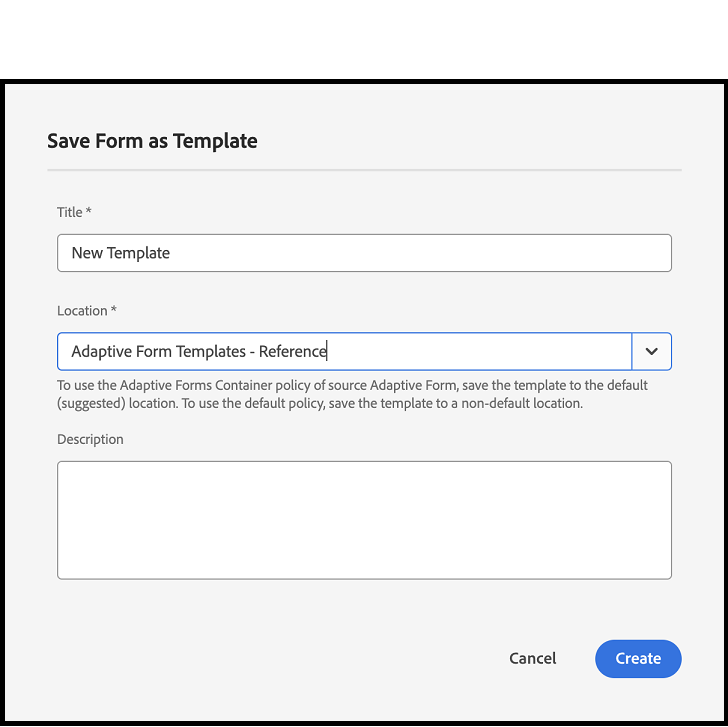 Save Form as Template
Title *
New Template
Location *
Adaptive Form Templates - Reference
To use the Adaptive Forms Container policy of source Adaptive Form, save the template to the default
(suggested) location. To use the default policy, save the template to a non-default location.
Description
Cancel Create